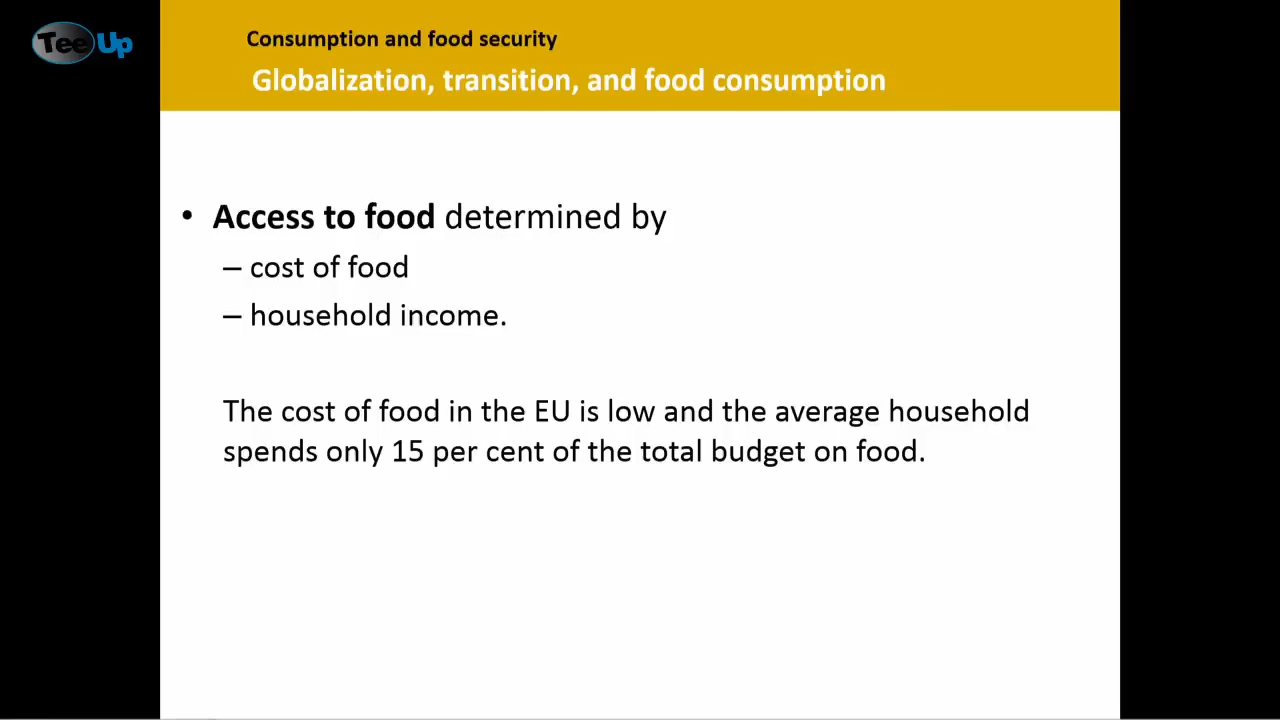 TeeUp
Consumption and food security
Globalization, transition, and food consumption
• Access to food determined by
– cost of food
– household income.
The cost of food in the EU is low and the average household
spends only 15 per cent of the total budget on food.